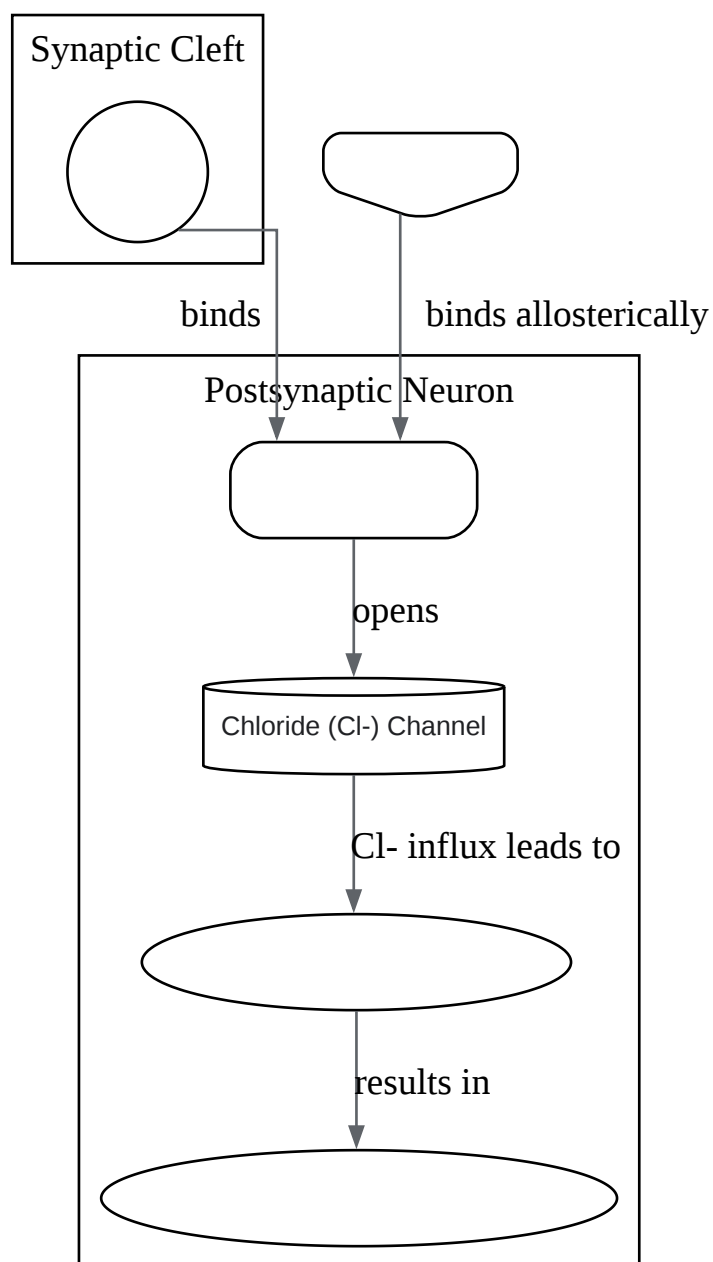 Synaptic Cleft
binds
binds allosterically
Postsynaptic Neuron
opens
Chloride (Cl-) Channel
Cl- influx leads to
results in